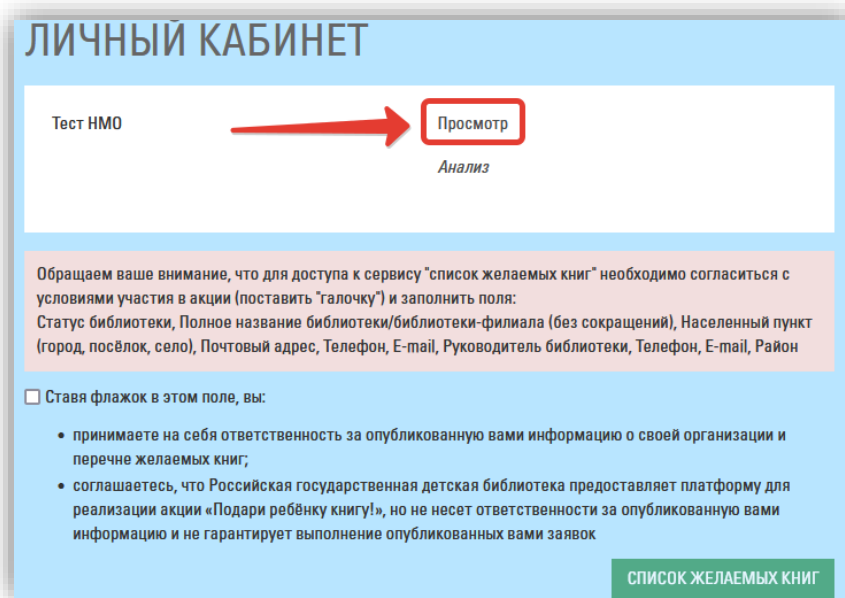 ЛИЧНЫЙ КАБИНЕТ
Тест НМО
Просмотр
Анализ
Обращаем ваше внимание, что для доступа к сервису "список желаемых книг" необходимо согласиться с
условиями участия в акции (поставить "галочку") и заполнить поля:
Статус библиотеки, Полное название библиотеки/библиотеки-филиала (без сокращений), Населенный пункт
(город, посёлок, село), Почтовый адрес, Телефон, E-mail, Руководитель библиотеки, Телефон, E-mail, Район
Ставя флажок в этом поле, вы:
• принимаете на себя ответственность за опубликованную вами информацию о своей организации и
перечне желаемых книг;
• соглашаетесь, что Российская государственная детская библиотека предоставляет платформу для
реализации акции «Подари ребёнку книгу!», но не несет ответственности за опубликованную вами
информацию и не гарантирует выполнение опубликованных вами заявок
СПИСОК ЖЕЛАЕМЫХ КНИГ